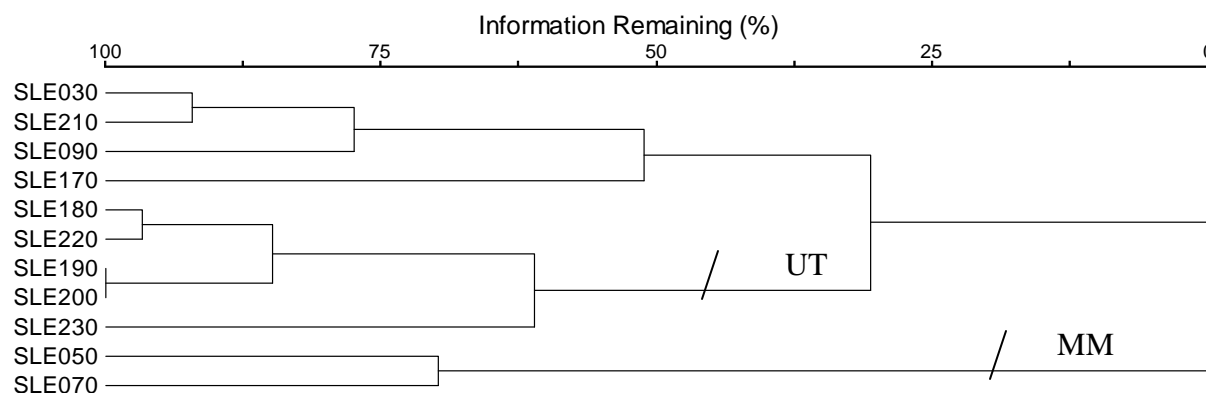 Information Remaining (%)
100 75 50 25 0
SLE030
SLE210
SLE090
SLE170
SLE180
SLE220
SLE190
UT
SLE200
SLE230
SLE050
MM
SLE070